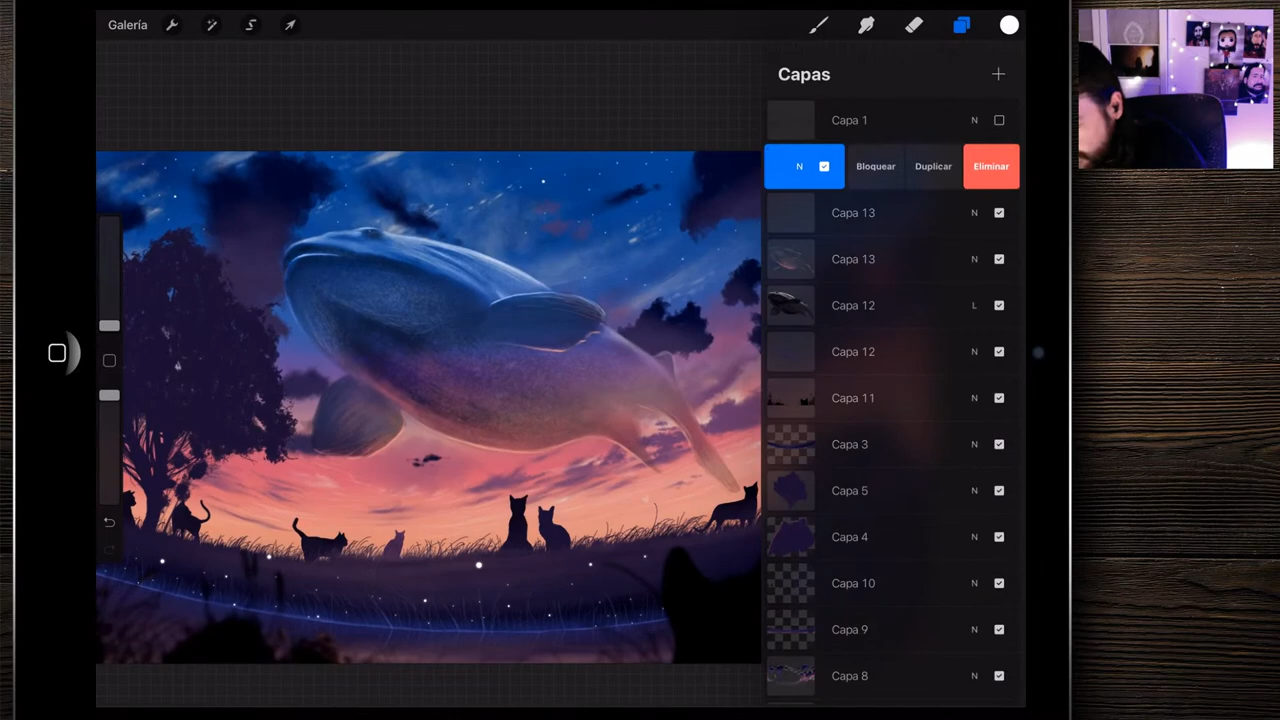 Galería
Capas
Capa 1 N
N Bloquear Duplicar Eliminar
Capa 13 N
Capa 13 N
Capa 12 L
Capa 12 N
Capa 11 N
Capa 3 N
Capa 5 N
Capa 4 N
Capa 10 N
Capa 9 N
Capa 8 N